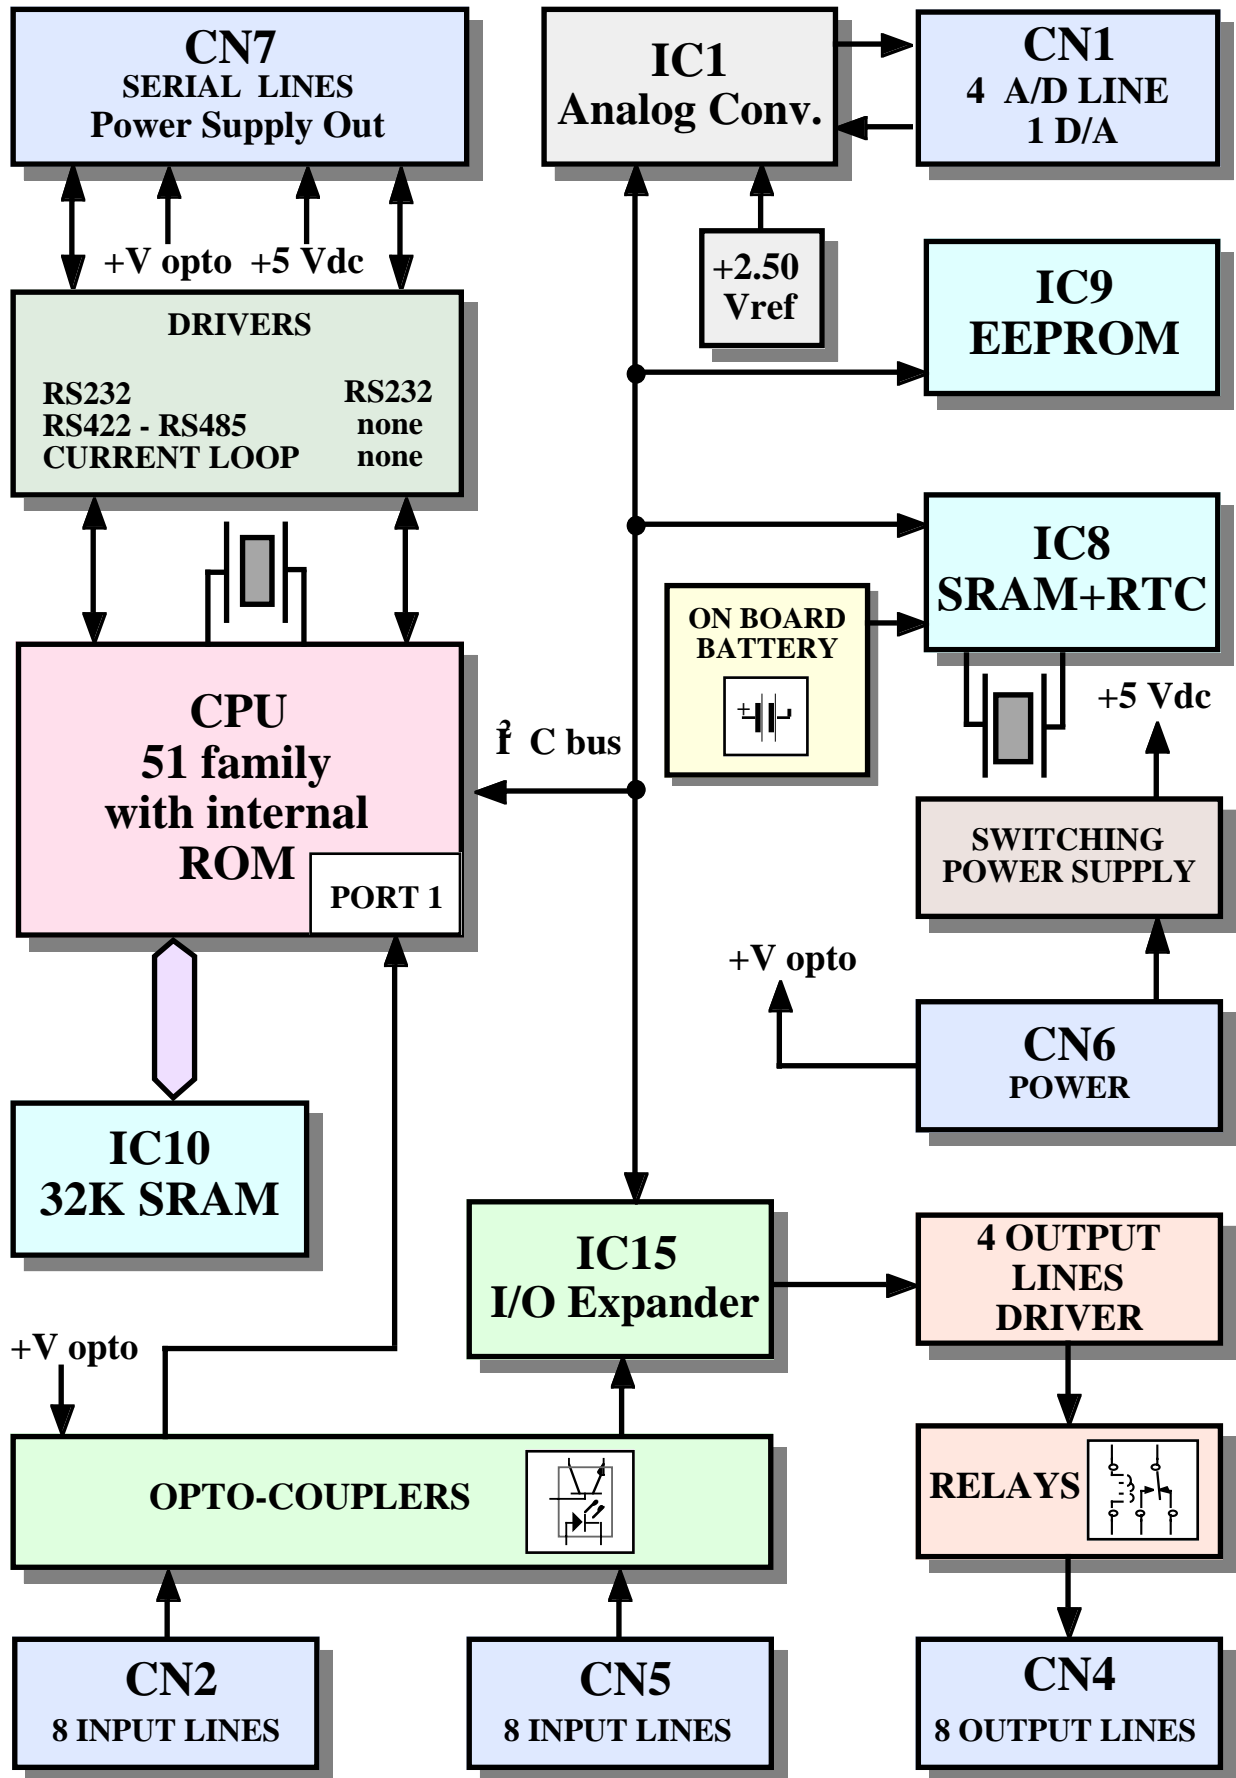 CN7
SERIAL LINES
Power Supply Out
IC1
Analog Conv.
CN1
4 A/D LINE
1 D/A
+V opto
+5 Vdc
+2.50
Vref
IC9
EEPROM
DRIVERS
RS232
RS232
RS422 - RS485
none
CURRENT LOOP
none
IC8
SRAM+RTC
ON BOARD
BATTERY
+
+5 Vdc
CPU
51 family
with internal
ROM
PORT 1
I² C bus
SWITCHING
POWER SUPPLY
+V opto
CN6
POWER
IC10
32K SRAM
IC15
I/O Expander
4 OUTPUT
LINES
DRIVER
+V opto
OPTO-COUPLERS
RELAYS
CN2
8 INPUT LINES
CN5
8 INPUT LINES
CN4
8 OUTPUT LINES